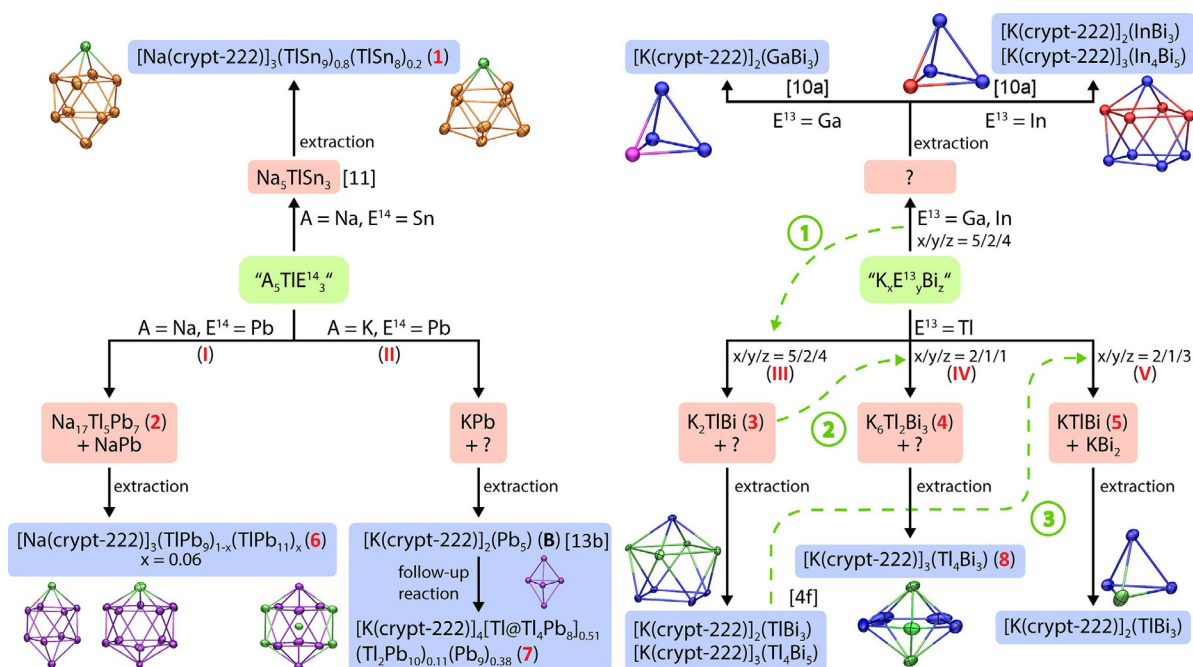 [Na(crypt-222)]₃(TlSn₉)₀.₈(TlSn₈)₀.₂ (1)
extraction
Na₅TlSn₃ [11]
A = Na, E¹⁴ = Sn
“A₅TlE¹⁴₃“
A = Na, E¹⁴ = Pb
(I)
A = K, E¹⁴ = Pb
(II)
Na₁₇Tl₅Pb₇ (2)
+ NaPb
KPb
+ ?
extraction
extraction
[Na(crypt-222)]₃(TlPb₉)₁₋ₓ(TlPb₁₁)ₓ (6)
x = 0.06
[K(crypt-222)]₂(Pb₅) (B) [13b]
follow-up
reaction
[K(crypt-222)]₄[Tl@Tl₄Pb₈]₀.₅₁
(Tl₂Pb₁₀)₀.₁₁(Pb₉)₀.₃₈ (7)
[K(crypt-222)]₂(GaBi₃)
[K(crypt-222)]₂(InBi₃)
[K(crypt-222)]₃(In₄Bi₅)
[10a]
[10a]
E¹³ = Ga
E¹³ = In
extraction
?
E¹³ = Ga, In
x/y/z = 5/2/4
1
“KₓE¹³ᵧBi_z“
E¹³ = Tl
x/y/z = 5/2/4
(III)
x/y/z = 2/1/1
(IV)
x/y/z = 2/1/3
(V)
K₂TlBi (3)
+ ?
2
K₆Tl₂Bi₃ (4)
+ ?
KTlBi (5)
+ KBi₂
extraction
extraction
extraction
3
[K(crypt-222)]₃(Tl₄Bi₃) (8)
[4f]
[K(crypt-222)]₂(TlBi₃)
[K(crypt-222)]₃(Tl₄Bi₅)
[K(crypt-222)]₂(TlBi₃)